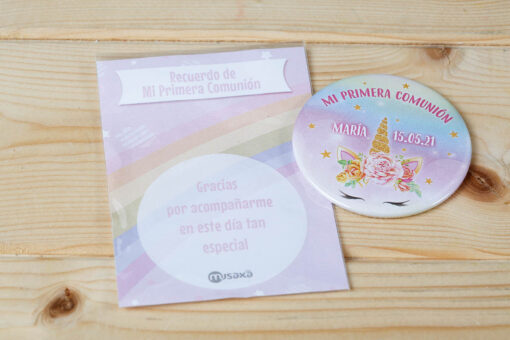 Recuerdo de
Mi Primera Comunión
Gracias
por acompañarme
en este día tan
especial
musaxa
MI PRIMERA COMUNIÓN
MARÍA 15.05.21